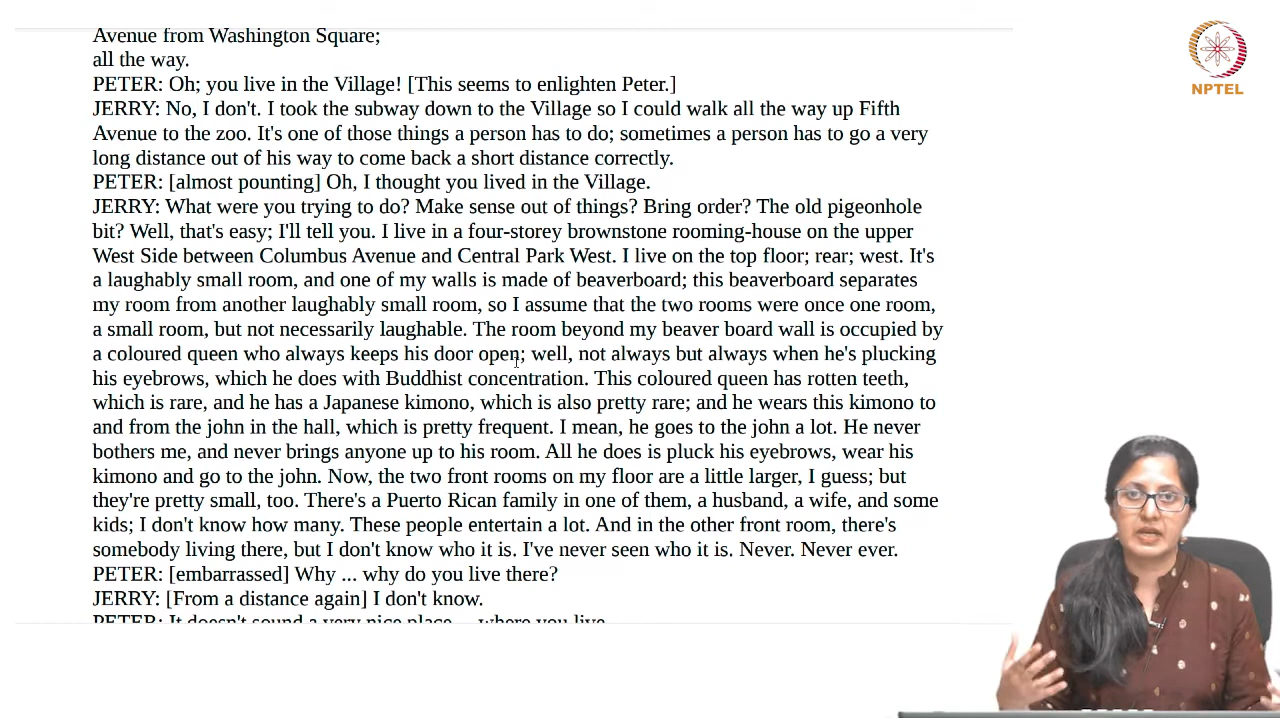 Avenue from Washington Square;
all the way.
PETER: Oh; you live in the Village! [This seems to enlighten Peter.]
JERRY: No, I don't. I took the subway down to the Village so I could walk all the way up Fifth
Avenue to the zoo. It's one of those things a person has to do; sometimes a person has to go a very
long distance out of his way to come back a short distance correctly.
PETER: [almost pounting] Oh, I thought you lived in the Village.
JERRY: What were you trying to do? Make sense out of things? Bring order? The old pigeonhole
bit? Well, that's easy; I'll tell you. I live in a four-storey brownstone rooming-house on the upper
West Side between Columbus Avenue and Central Park West. I live on the top floor; rear; west. It's
a laughably small room, and one of my walls is made of beaverboard; this beaverboard separates
my room from another laughably small room, so I assume that the two rooms were once one room,
a small room, but not necessarily laughable. The room beyond my beaver board wall is occupied by
a coloured queen who always keeps his door open; well, not always but always when he's plucking
his eyebrows, which he does with Buddhist concentration. This coloured queen has rotten teeth,
which is rare, and he has a Japanese kimono, which is also pretty rare; and he wears this kimono to
and from the john in the hall, which is pretty frequent. I mean, he goes to the john a lot. He never
bothers me, and never brings anyone up to his room. All he does is pluck his eyebrows, wear his
kimono and go to the john. Now, the two front rooms on my floor are a little larger, I guess; but
they're pretty small, too. There's a Puerto Rican family in one of them, a husband, a wife, and some
kids; I don't know how many. These people entertain a lot. And in the other front room, there's
somebody living there, but I don't know who it is. I've never seen who it is. Never. Never ever.
PETER: [embarrassed] Why ... why do you live there?
JERRY: [From a distance again] I don't know.
PETER: It doesn't sound a very nice place ... where you live.
NPTEL